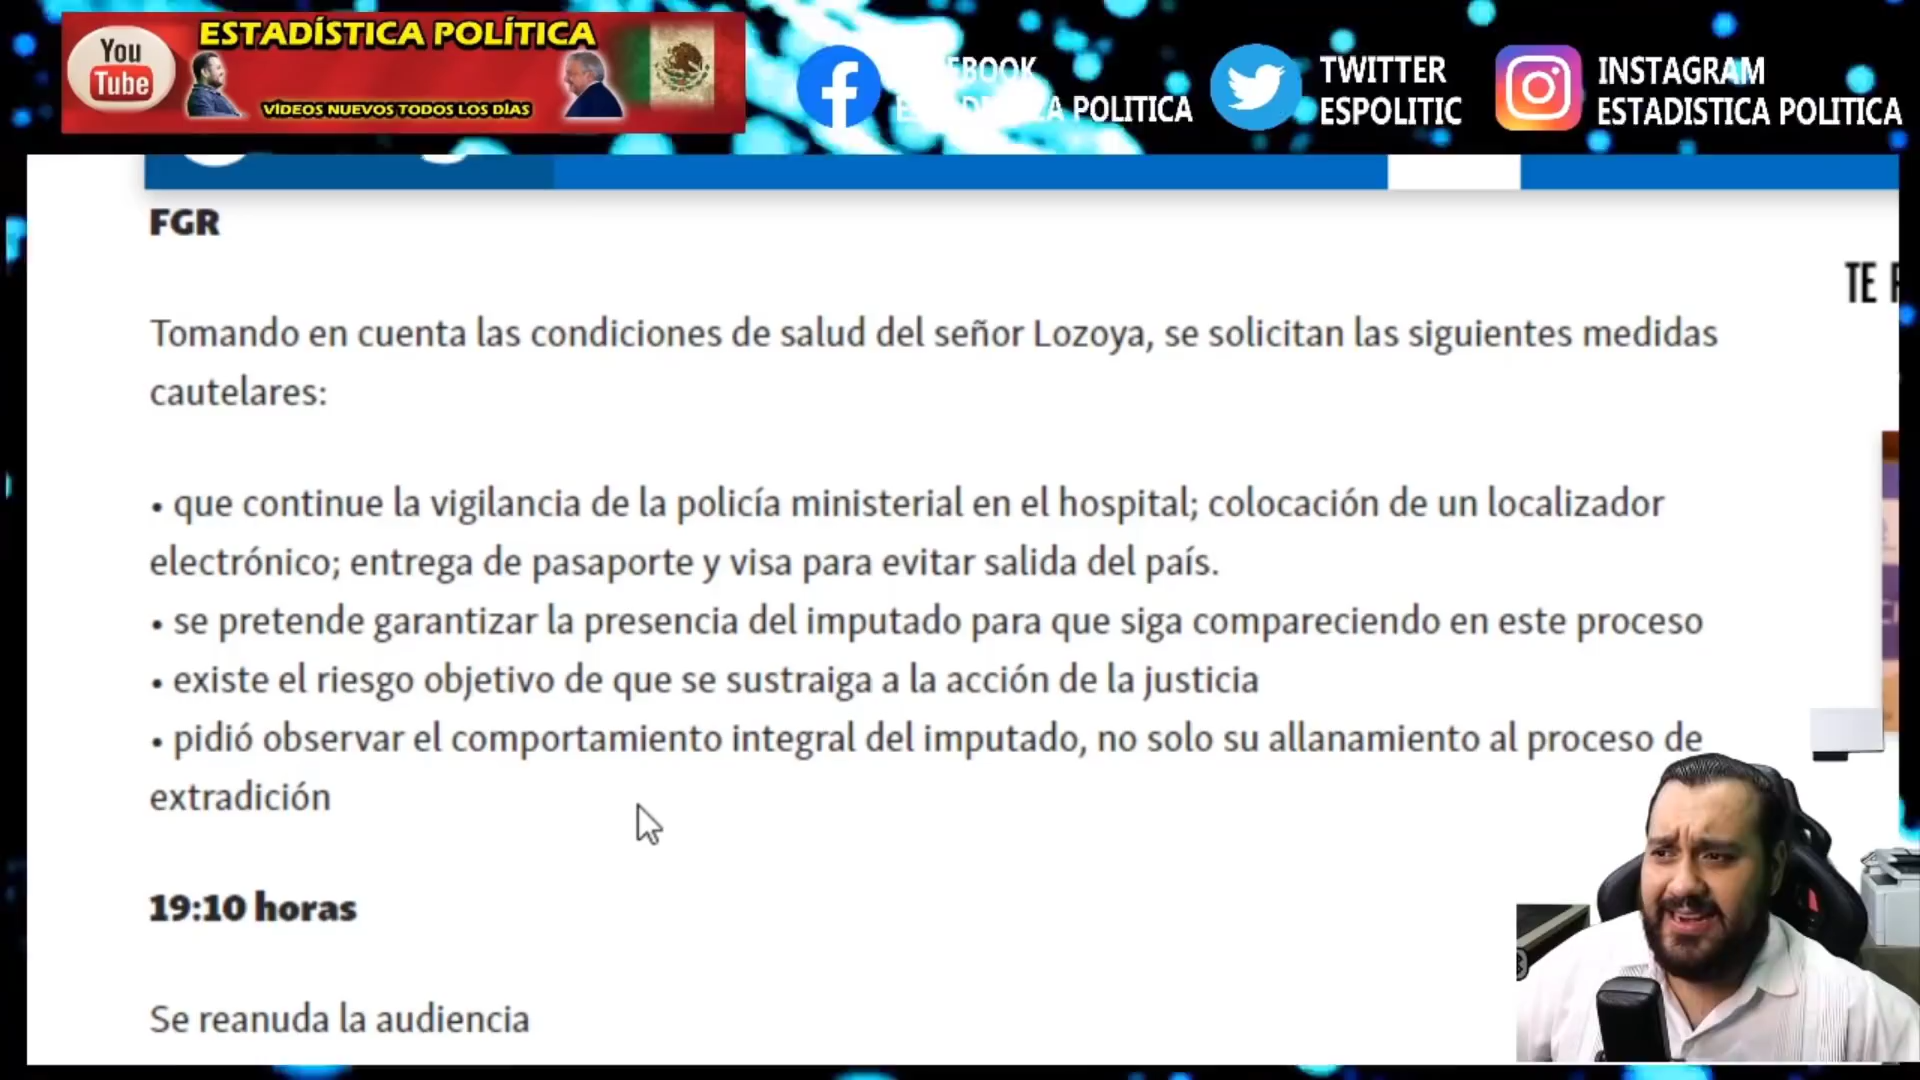 You
Tube
ESTADÍSTICA POLÍTICA
VÍDEOS NUEVOS TODOS LOS DÍAS
POLITICA
TWITTER
ESPOLITIC
INSTAGRAM
ESTADISTICA POLITICA
FGR
TE
Tomando en cuenta las condiciones de salud del señor Lozoya, se solicitan las siguientes medidas
cautelares:
• que continue la vigilancia de la policía ministerial en el hospital; colocación de un localizador
electrónico; entrega de pasaporte y visa para evitar salida del país.
• se pretende garantizar la presencia del imputado para que siga compareciendo en este proceso
• existe el riesgo objetivo de que se sustraiga a la acción de la justicia
• pidió observar el comportamiento integral del imputado, no solo su allanamiento al proceso de
extradición
19:10 horas
Se reanuda la audiencia